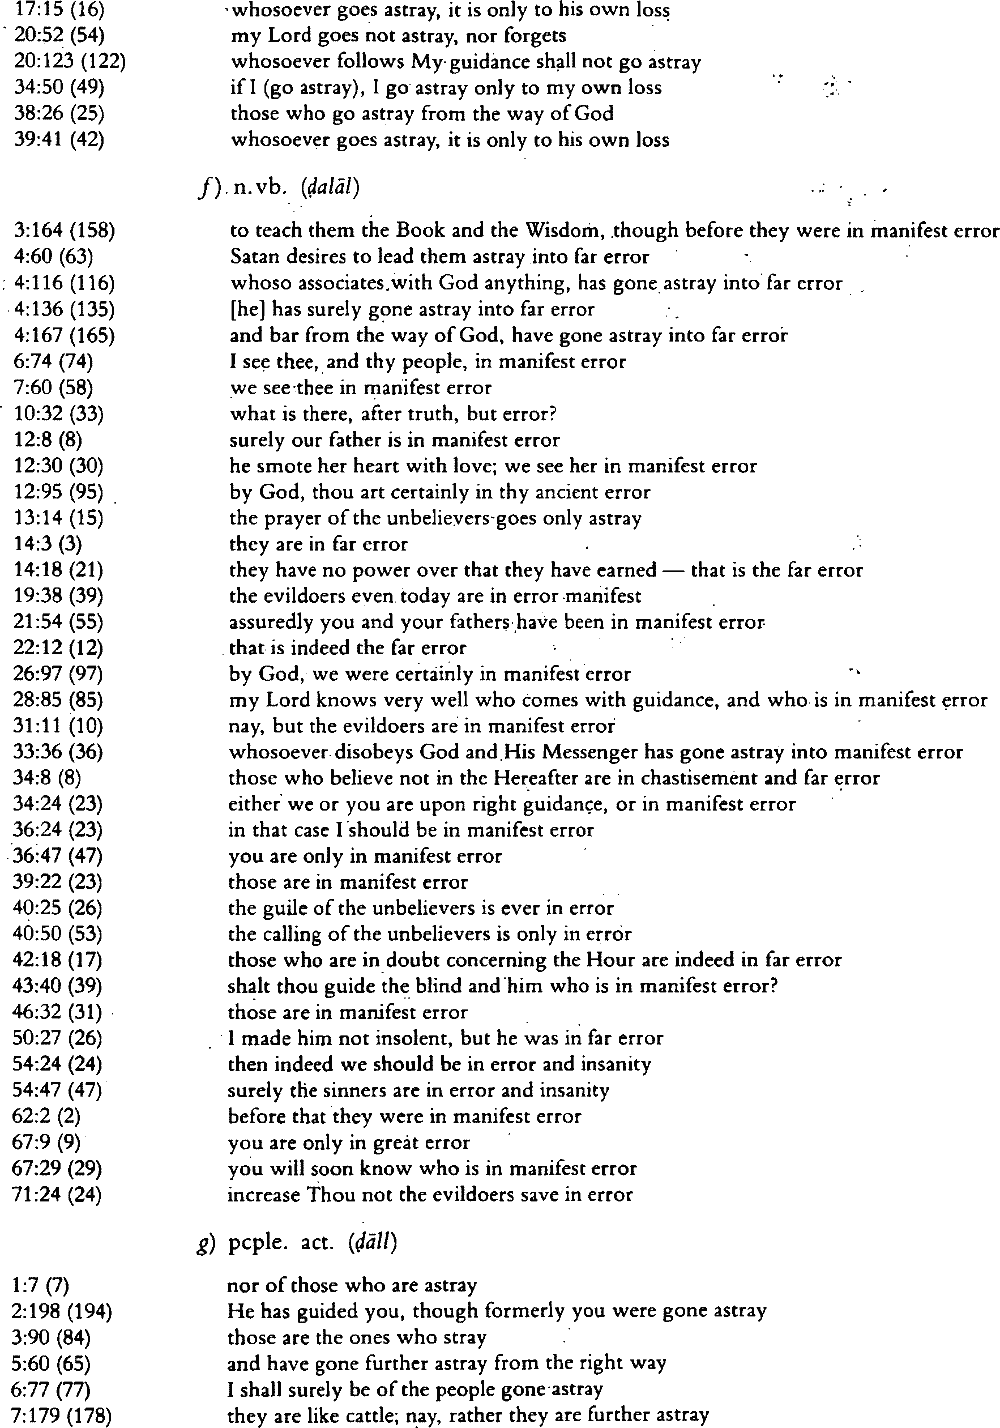 17:15 (16) whosoever goes astray, it is only to his own loss
20:52 (54) my Lord goes not astray, nor forgets
20:123 (122) whosoever follows My guidance shall not go astray
34:50 (49) if I (go astray), I go astray only to my own loss
38:26 (25) those who go astray from the way of God
39:41 (42) whosoever goes astray, it is only to his own loss
f) n.vb. (ḍalāl)
3:164 (158) to teach them the Book and the Wisdom, though before they were in manifest error
4:60 (63) Satan desires to lead them astray into far error
4:116 (116) whoso associates with God anything, has gone astray into far error
4:136 (135) [he] has surely gone astray into far error
4:167 (165) and bar from the way of God, have gone astray into far error
6:74 (74) I see thee, and thy people, in manifest error
7:60 (58) we see thee in manifest error
10:32 (33) what is there, after truth, but error?
12:8 (8) surely our father is in manifest error
12:30 (30) he smote her heart with love; we see her in manifest error
12:95 (95) by God, thou art certainly in thy ancient error
13:14 (15) the prayer of the unbelievers goes only astray
14:3 (3) they are in far error
14:18 (21) they have no power over that they have earned — that is the far error
19:38 (39) the evildoers even today are in error manifest
21:54 (55) assuredly you and your fathers have been in manifest error
22:12 (12) that is indeed the far error
26:97 (97) by God, we were certainly in manifest error
28:85 (85) my Lord knows very well who comes with guidance, and who is in manifest error
31:11 (10) nay, but the evildoers are in manifest error
33:36 (36) whosoever disobeys God and His Messenger has gone astray into manifest error
34:8 (8) those who believe not in the Hereafter are in chastisement and far error
34:24 (23) either we or you are upon right guidance, or in manifest error
36:24 (23) in that case I should be in manifest error
36:47 (47) you are only in manifest error
39:22 (23) those are in manifest error
40:25 (26) the guile of the unbelievers is ever in error
40:50 (53) the calling of the unbelievers is only in error
42:18 (17) those who are in doubt concerning the Hour are indeed in far error
43:40 (39) shalt thou guide the blind and him who is in manifest error?
46:32 (31) those are in manifest error
50:27 (26) I made him not insolent, but he was in far error
54:24 (24) then indeed we should be in error and insanity
54:47 (47) surely the sinners are in error and insanity
62:2 (2) before that they were in manifest error
67:9 (9) you are only in great error
67:29 (29) you will soon know who is in manifest error
71:24 (24) increase Thou not the evildoers save in error
g) pcple. act. (ḍāll)
1:7 (7) nor of those who are astray
2:198 (194) He has guided you, though formerly you were gone astray
3:90 (84) those are the ones who stray
5:60 (65) and have gone further astray from the right way
6:77 (77) I shall surely be of the people gone astray
7:179 (178) they are like cattle; nay, rather they are further astray